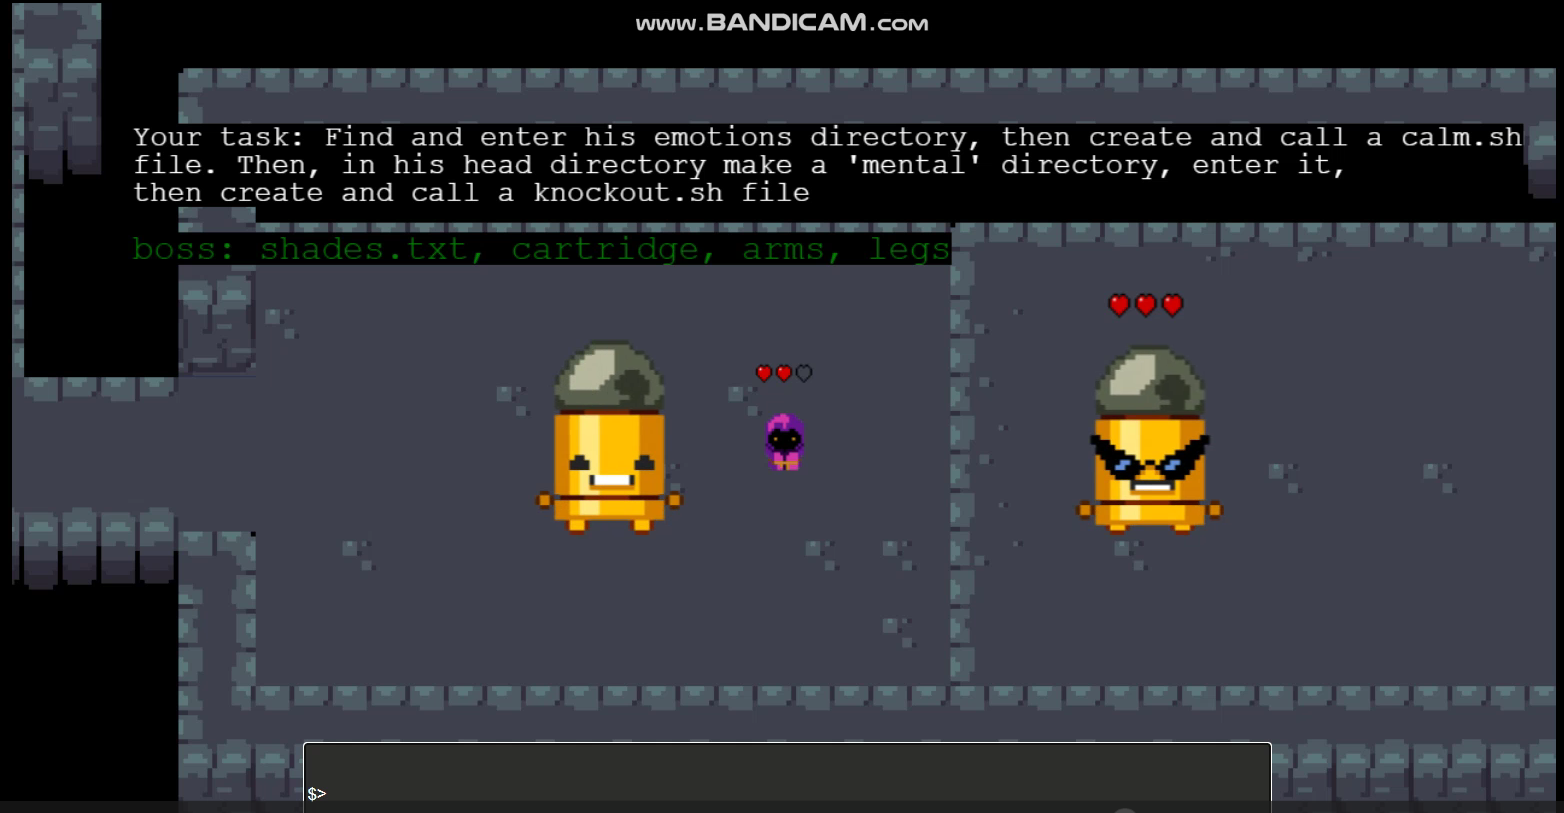 www.BANDICAM.COM
Your task: Find and enter his emotions directory, then create and call a calm.sh
file. Then, in his head directory make a 'mental' directory, enter it,
then create and call a knockout.sh file
boss: shades.txt, cartridge, arms, legs
$>